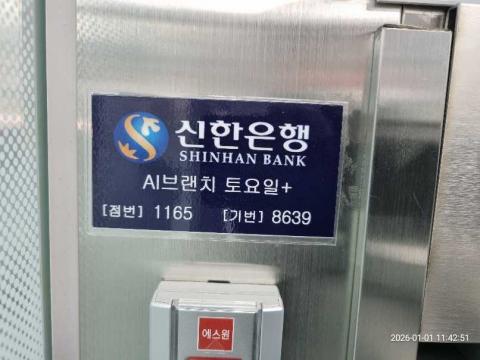 신한은행
SHINHAN BANK
AI브랜치 토요일+
[점번] 1165 [기번] 8639
에스원
2026-01-01 11:42:51